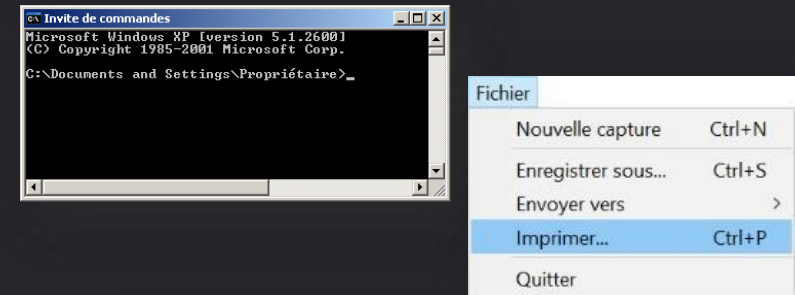 Invite de commandes
Microsoft Windows XP [version 5.1.2600]
(C) Copyright 1985-2001 Microsoft Corp.
C:\Documents and Settings\Propriétaire>_
Fichier
Nouvelle capture Ctrl+N
Enregistrer sous... Ctrl+S
Envoyer vers >
Imprimer... Ctrl+P
Quitter